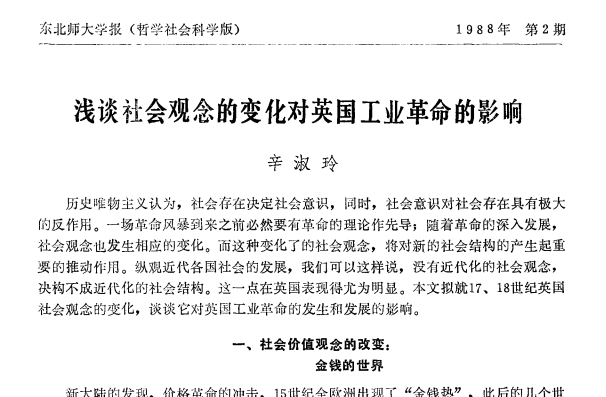 东北师大学报（哲学社会科学版） 1988年 第2期
浅谈社会观念的变化对英国工业革命的影响
辛淑玲
历史唯物主义认为，社会存在决定社会意识，同时，社会意识对社会存在具有极大
的反作用。一场革命风暴到来之前必然要有革命的理论作先导；随着革命的深入发展，
社会观念也发生相应的变化。而这种变化了的社会观念，将对新的社会结构的产生起重
要的推动作用。纵观近代各国社会的发展，我们可以这样说，没有近代化的社会观念，
决构不成近代化的社会结构。这一点在英国表现得尤为明显。本文拟就17、18世纪英国
社会观念的变化，谈谈它对英国工业革命的发生和发展的影响。
一、社会价值观念的改变：
金钱的世界
新大陆的发现，价格革命的冲击，15世纪全欧洲出现了“金钱热”，此后的几个世